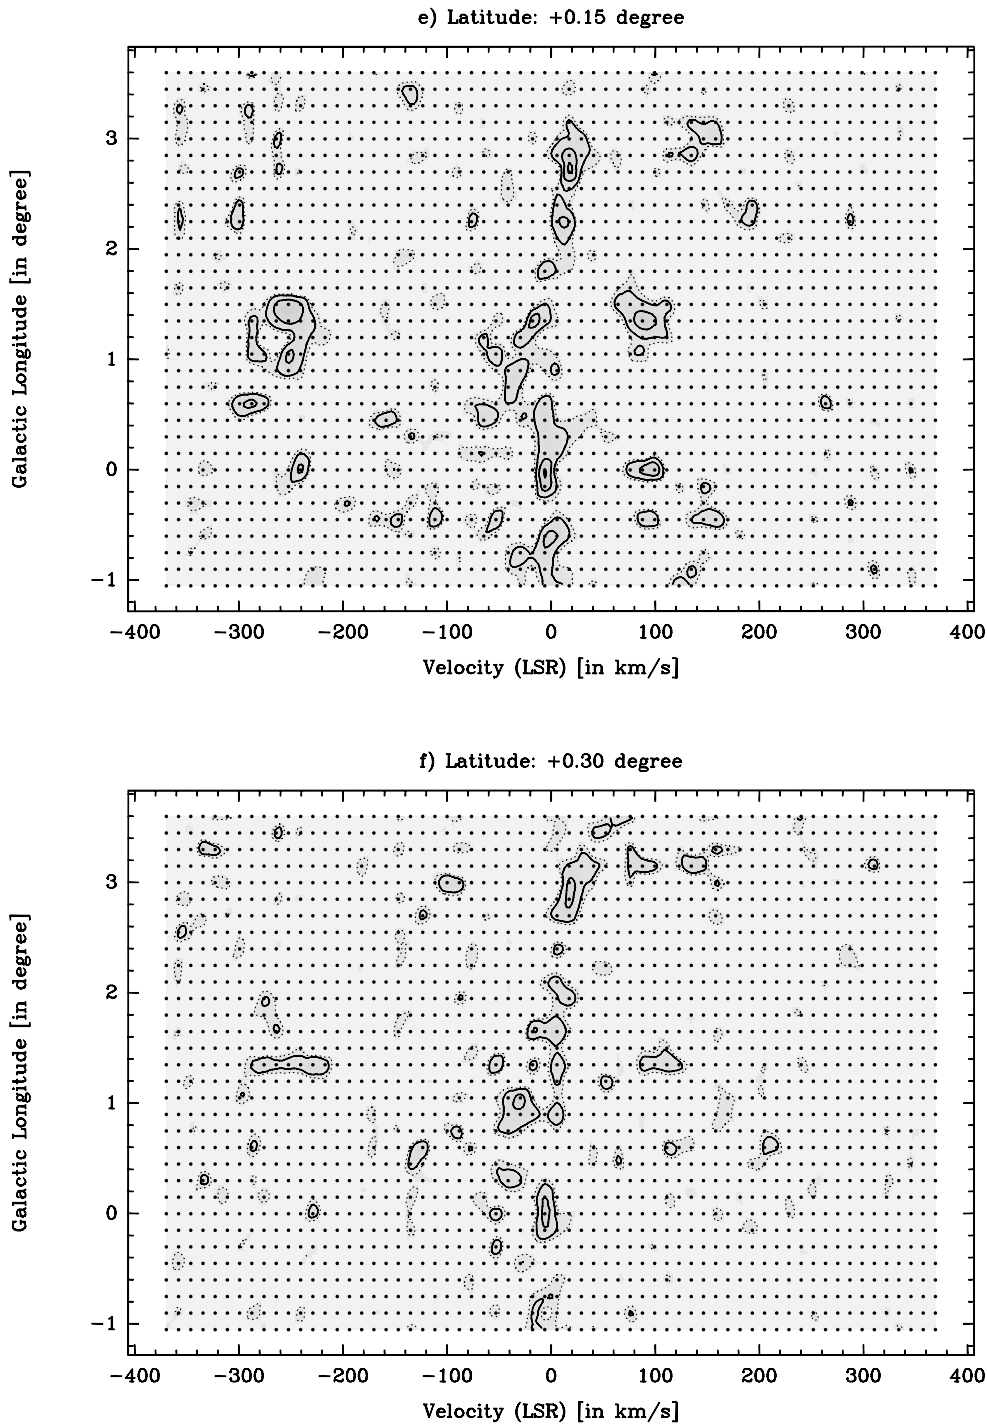 e) Latitude: +0.15 degree
3
2
1
0
−1
Galactic Longitude [in degree]
−400 −300 −200 −100 0 100 200 300 400
Velocity (LSR) [in km/s]
f) Latitude: +0.30 degree
3
2
1
0
−1
Galactic Longitude [in degree]
−400 −300 −200 −100 0 100 200 300 400
Velocity (LSR) [in km/s]